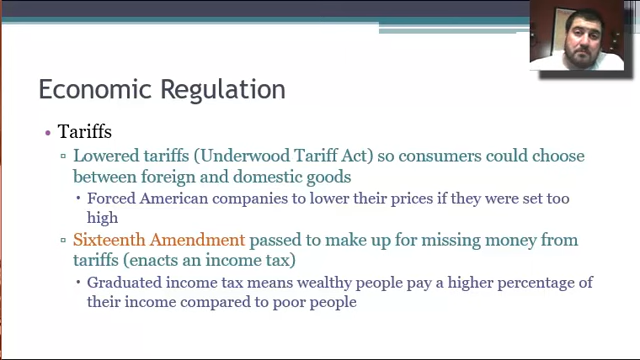 Economic Regulation
• Tariffs
▫ Lowered tariffs (Underwood Tariff Act) so consumers could choose
between foreign and domestic goods
▪ Forced American companies to lower their prices if they were set too
high
▫ Sixteenth Amendment passed to make up for missing money from
tariffs (enacts an income tax)
▪ Graduated income tax means wealthy people pay a higher percentage of
their income compared to poor people